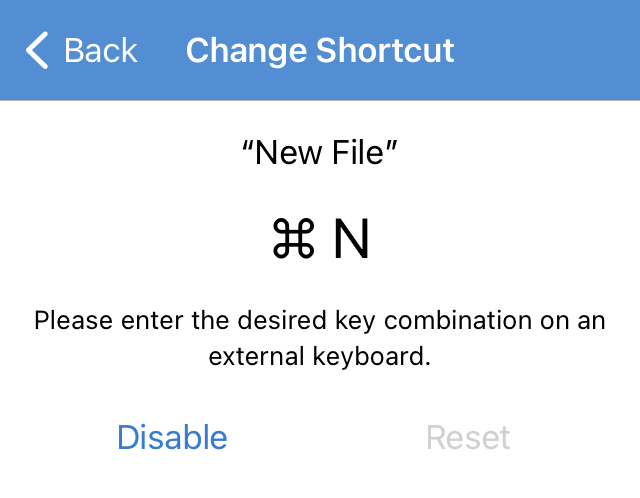 Back
Change Shortcut
“New File”
⌘ N
Please enter the desired key combination on an
external keyboard.
Disable
Reset